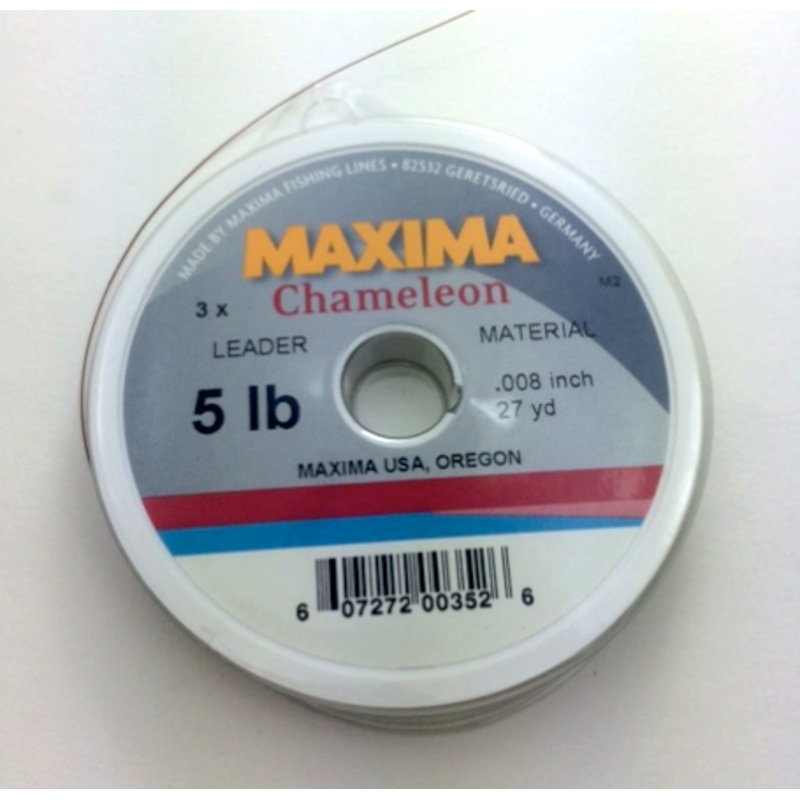 MADE BY MAXIMA FISHING LINES • 82532 GERETSRIED • GERMANY
MAXIMA
M2
3 x Chameleon
LEADER MATERIAL
5 lb
.008 inch
27 yd
MAXIMA USA, OREGON
6 07272 00352 6